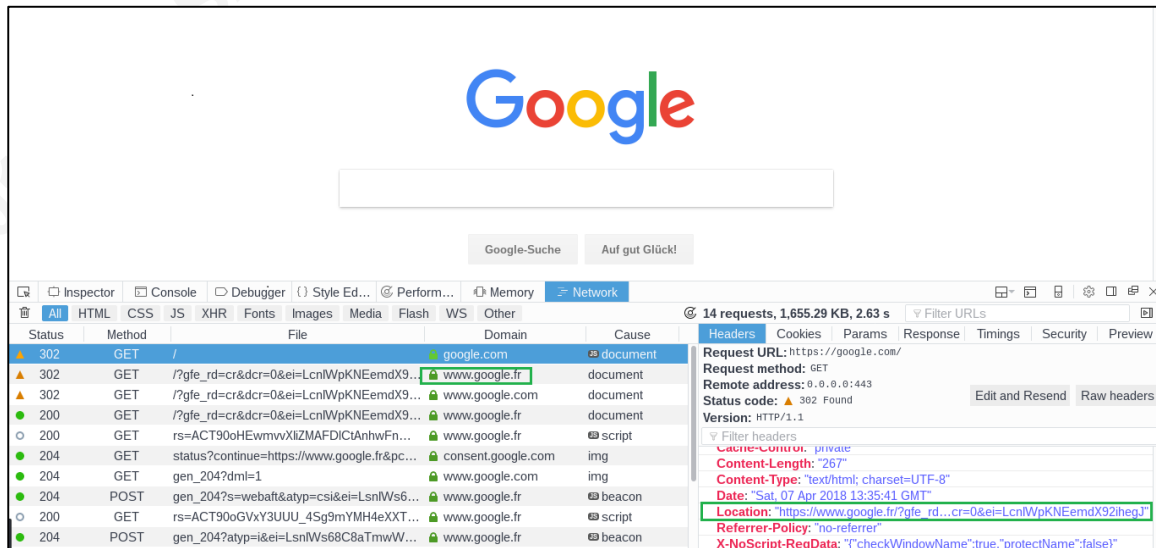 Google
Google-Suche Auf gut Glück!
Inspector Console Debugger {} Style Ed… Perform… Memory Network
All HTML CSS JS XHR Fonts Images Media Flash WS Other 14 requests, 1,655.29 KB, 2.63 s Filter URLs
Status Method File Domain Cause Headers Cookies Params Response Timings Security Preview
302 GET / google.com JS document
302 GET /?gfe_rd=cr&dcr=0&ei=LcnlWpKNEemdX9… www.google.fr document
302 GET /?gfe_rd=cr&dcr=0&ei=LcnlWpKNEemdX9… www.google.com document
200 GET /?gfe_rd=cr&dcr=0&ei=LcnlWpKNEemdX9… www.google.fr document
200 GET rs=ACT90oHEwmvvXliZMAFDlCtAnhwFn… www.google.fr JS script
204 GET status?continue=https://www.google.fr&pc… consent.google.com img
204 GET gen_204?dml=1 www.google.fr img
204 POST gen_204?s=webaft&atyp=csi&ei=LsnlWs6… www.google.fr JS beacon
200 GET rs=ACT90oGVxY3UUU_4Sg9mYMH4eXXT… www.google.fr JS script
204 POST gen_204?atyp=i&ei=LsnlWs68C8aTmwW… www.google.fr JS beacon
Request URL: https://google.com/
Request method: GET
Remote address: 0.0.0.0:443
Status code: 302 Found Edit and Resend Raw headers
Version: HTTP/1.1
Filter headers
Cache-Control: "private"
Content-Length: "267"
Content-Type: "text/html; charset=UTF-8"
Date: "Sat, 07 Apr 2018 13:35:41 GMT"
Location: "https://www.google.fr/?gfe_rd…cr=0&ei=LcnlWpKNEemdX92ihegJ"
Referrer-Policy: "no-referrer"
X-NoScript-ReqData: "{"checkWindowName":true,"protectName":false}"